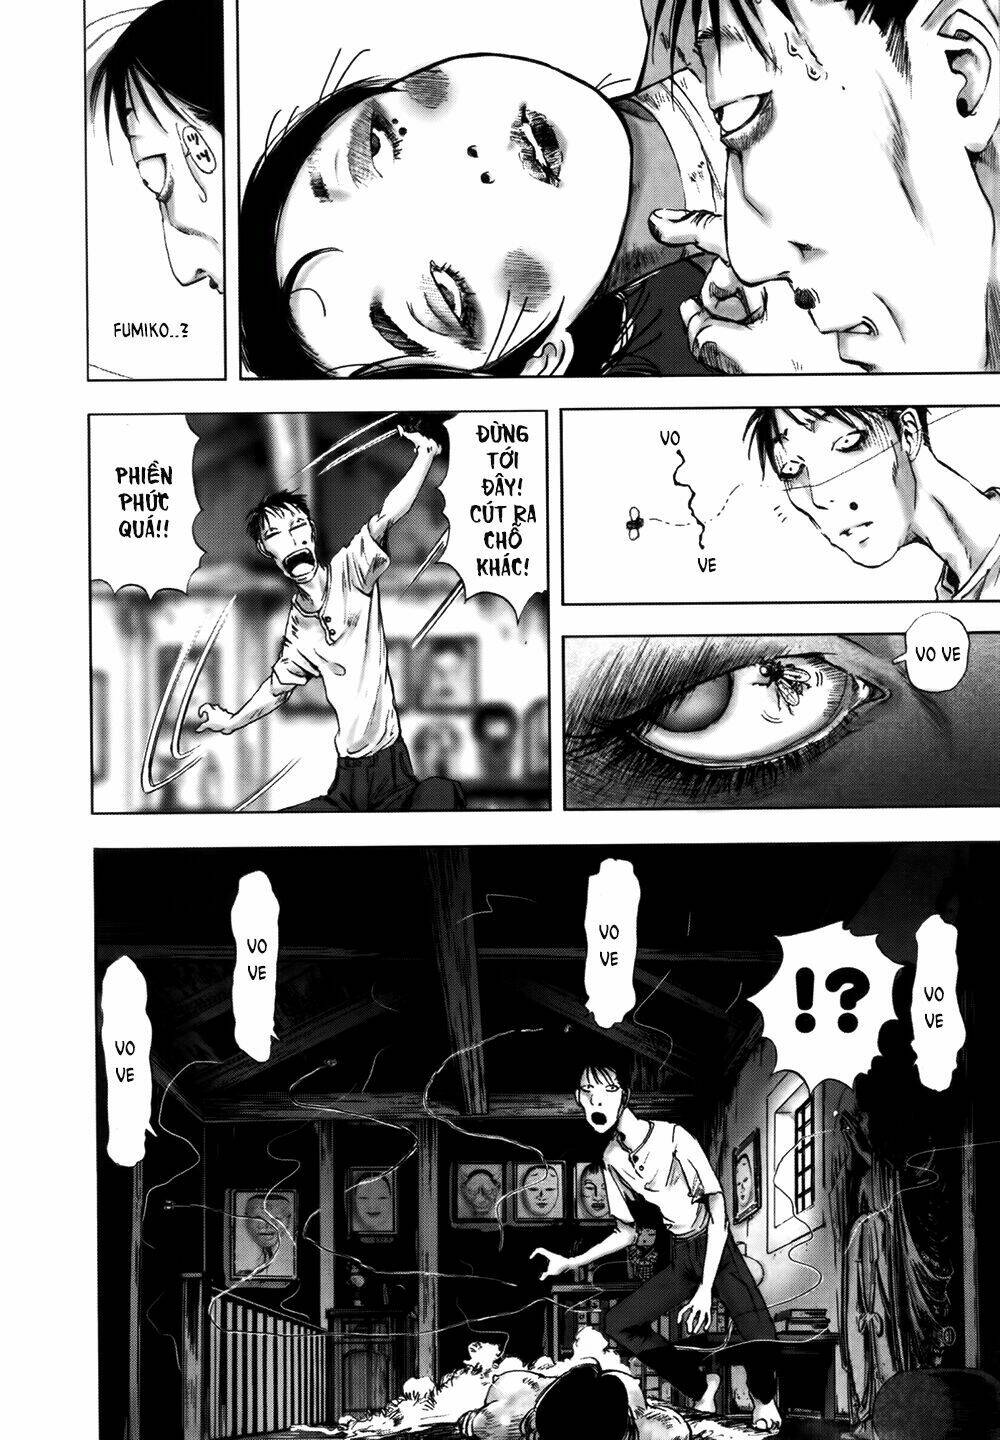 FUMIKO..?
VO
VE
ĐỪNG
TỚI
ĐÂY!
CÚT RA
CHỖ
KHÁC!
PHIỀN
PHỨC
QUÁ!!
VO VE
!?
VO
VE
VO
VE
VO
VE
VO
VE